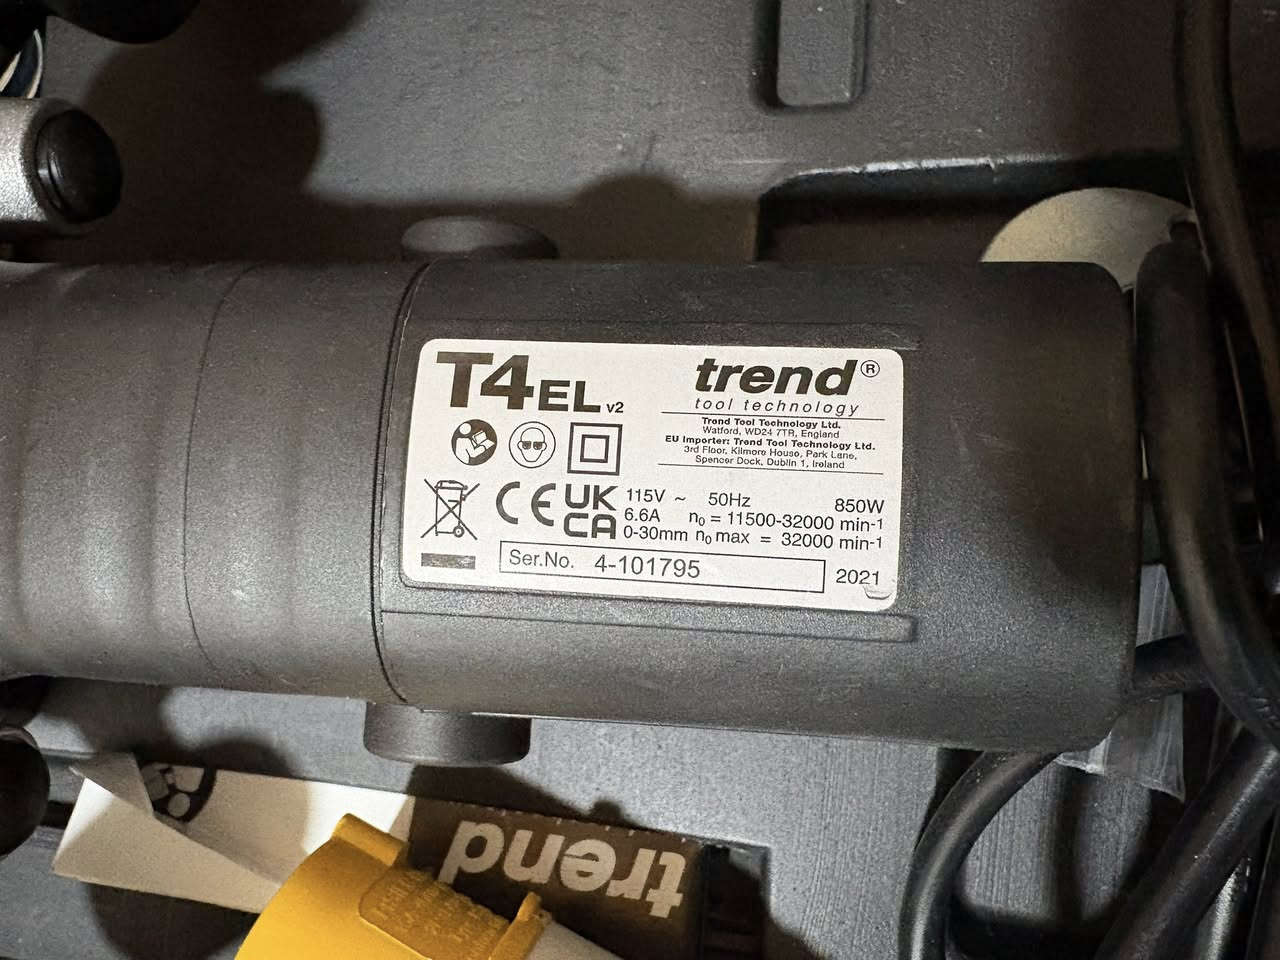 T4EL v2
trend®
tool technology
Trend Tool Technology Ltd.
Watford, WD24 7TR, England
EU Importer: Trend Tool Technology Ltd.
3rd Floor, Kilmore House, Park Lane,
Spencer Dock, Dublin 1, Ireland
CE UK
CA
115V ~ 50Hz 850W
6.6A n₀ = 11500-32000 min⁻¹
0-30mm n₀ max = 32000 min⁻¹
Ser.No. 4-101795
2021
trend